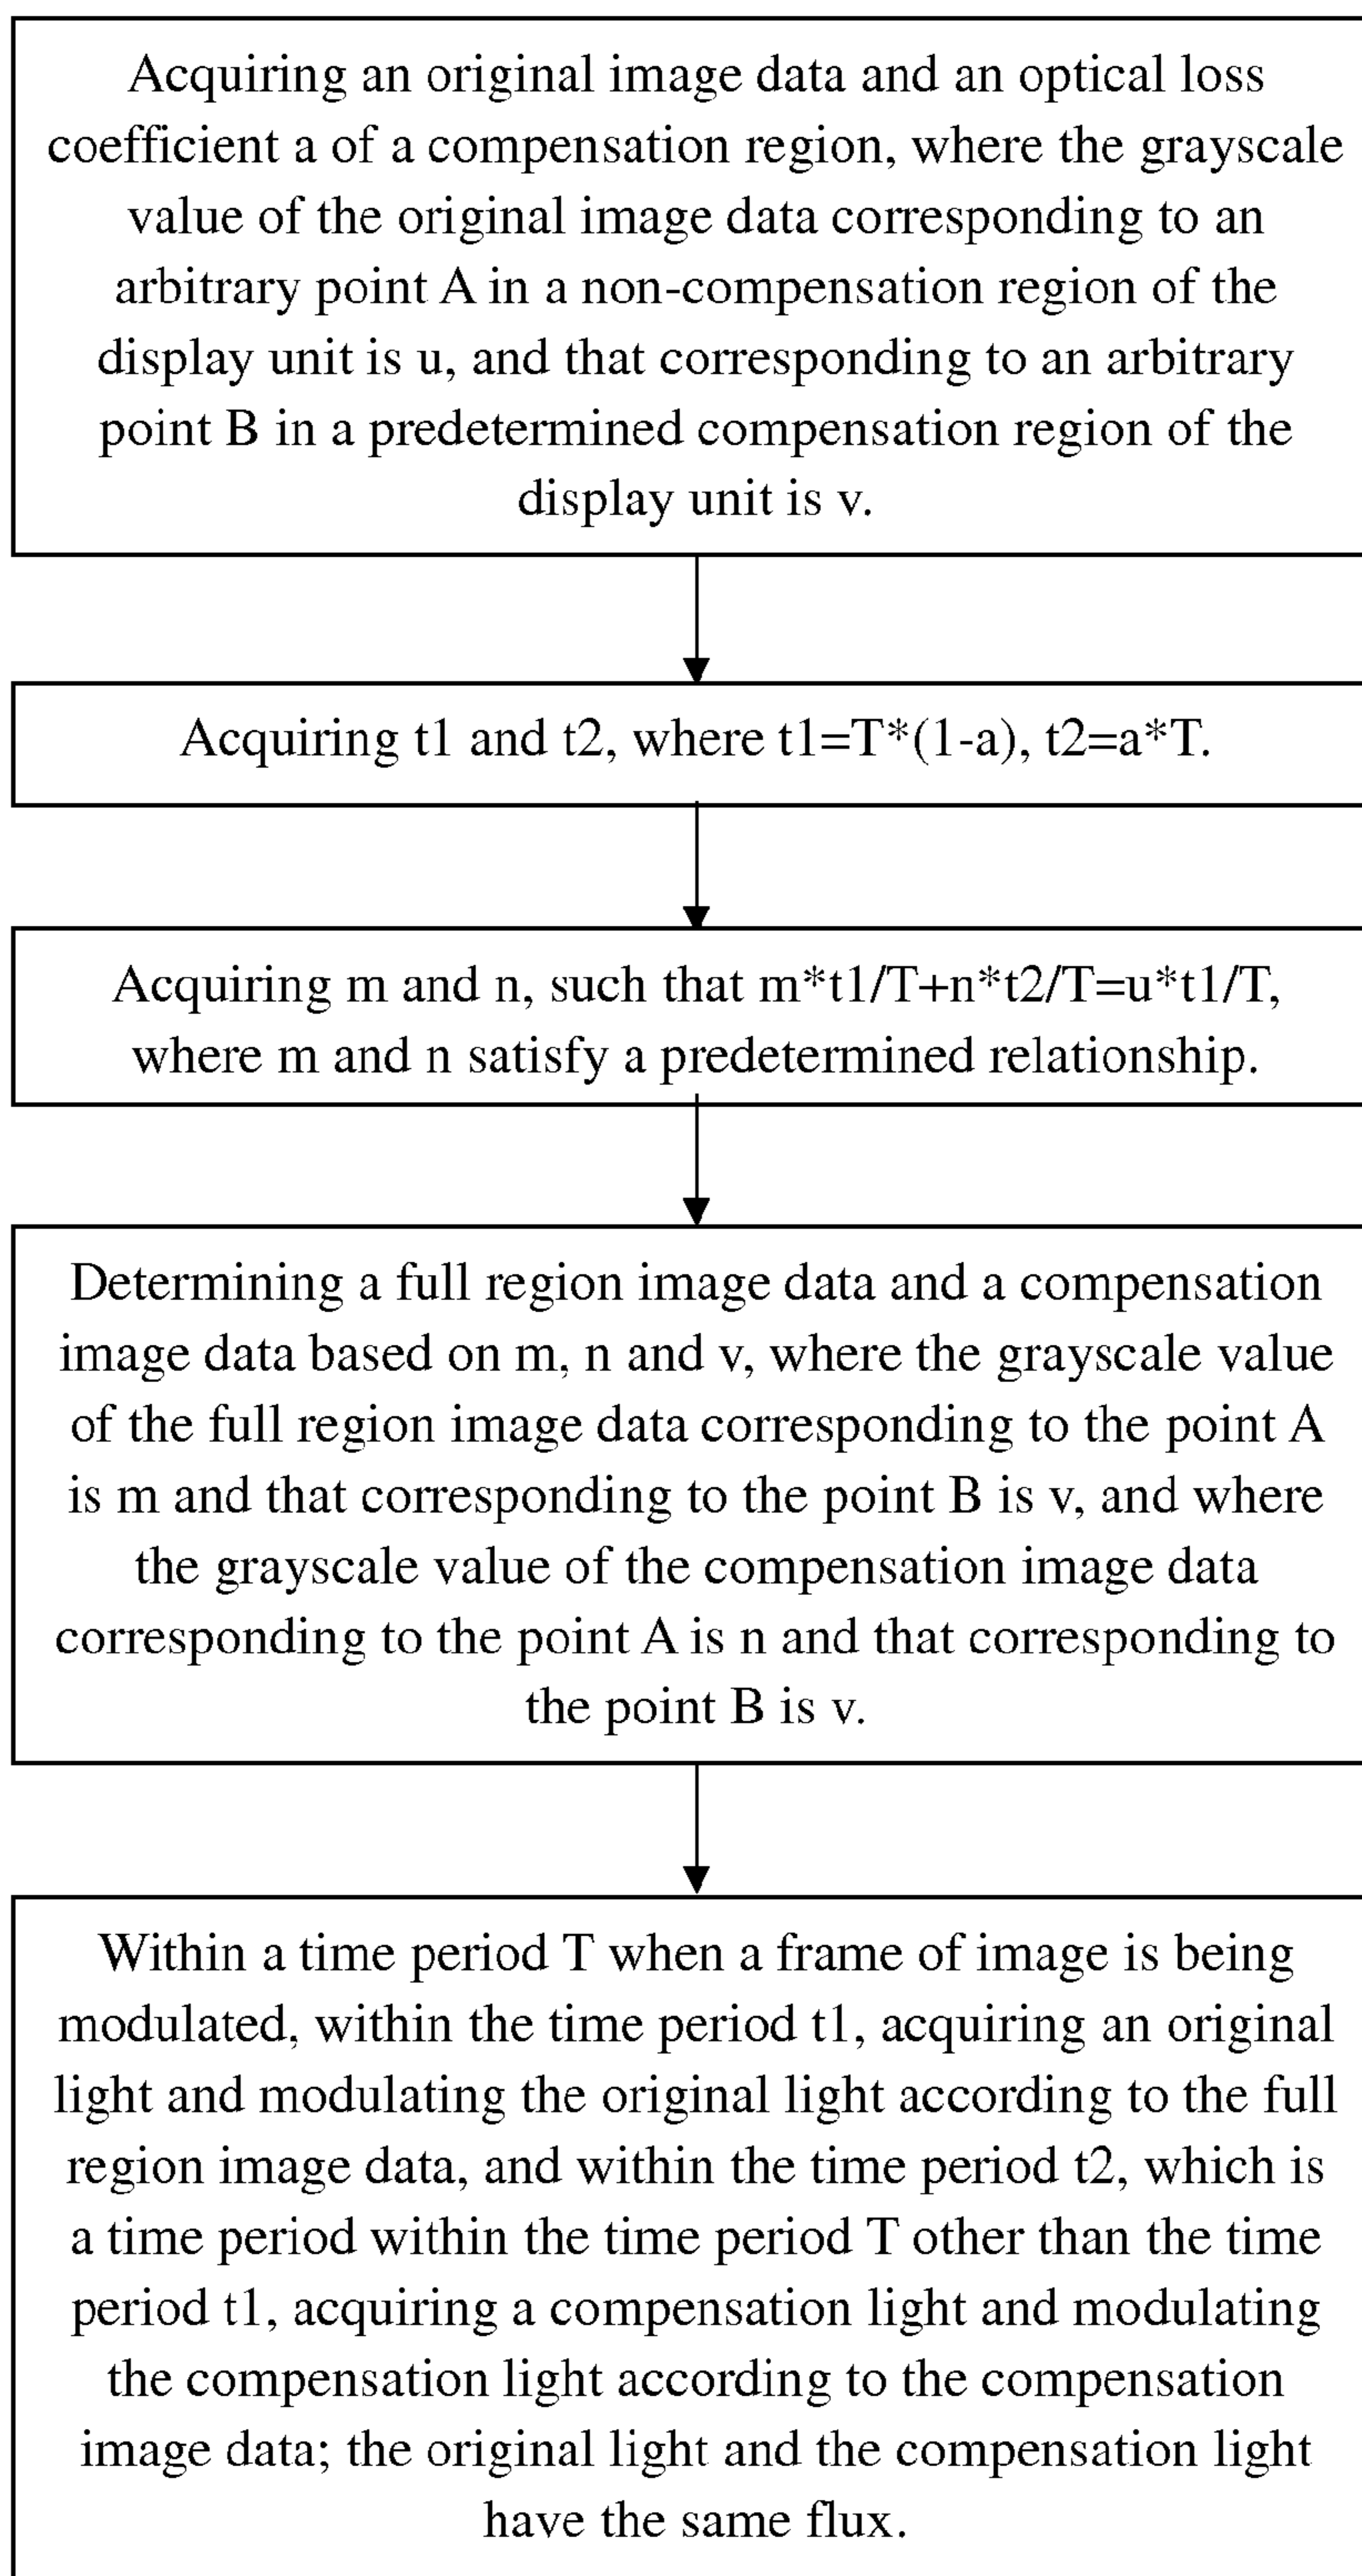 Acquiring an original image data and an optical loss
coefficient a of a compensation region, where the grayscale
value of the original image data corresponding to an
arbitrary point A in a non-compensation region of the
display unit is u, and that corresponding to an arbitrary
point B in a predetermined compensation region of the
display unit is v.
Acquiring t1 and t2, where t1=T*(1-a), t2=a*T.
Acquiring m and n, such that m*t1/T+n*t2/T=u*t1/T,
where m and n satisfy a predetermined relationship.
Determining a full region image data and a compensation
image data based on m, n and v, where the grayscale value
of the full region image data corresponding to the point A
is m and that corresponding to the point B is v, and where
the grayscale value of the compensation image data
corresponding to the point A is n and that corresponding to
the point B is v.
Within a time period T when a frame of image is being
modulated, within the time period t1, acquiring an original
light and modulating the original light according to the full
region image data, and within the time period t2, which is
a time period within the time period T other than the time
period t1, acquiring a compensation light and modulating
the compensation light according to the compensation
image data; the original light and the compensation light
have the same flux.